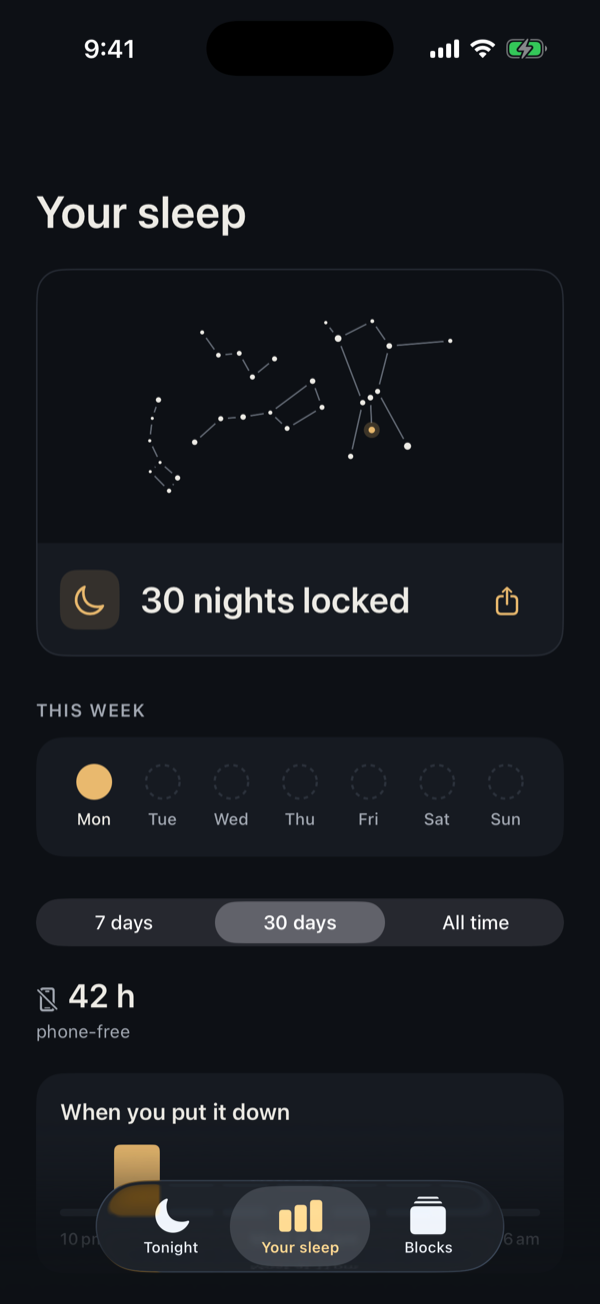 9:41
Your sleep
30 nights locked
THIS WEEK
Mon Tue Wed Thu Fri Sat Sun
7 days 30 days All time
42 h
phone-free
When you put it down
10 6 am
Tonight Your sleep Blocks